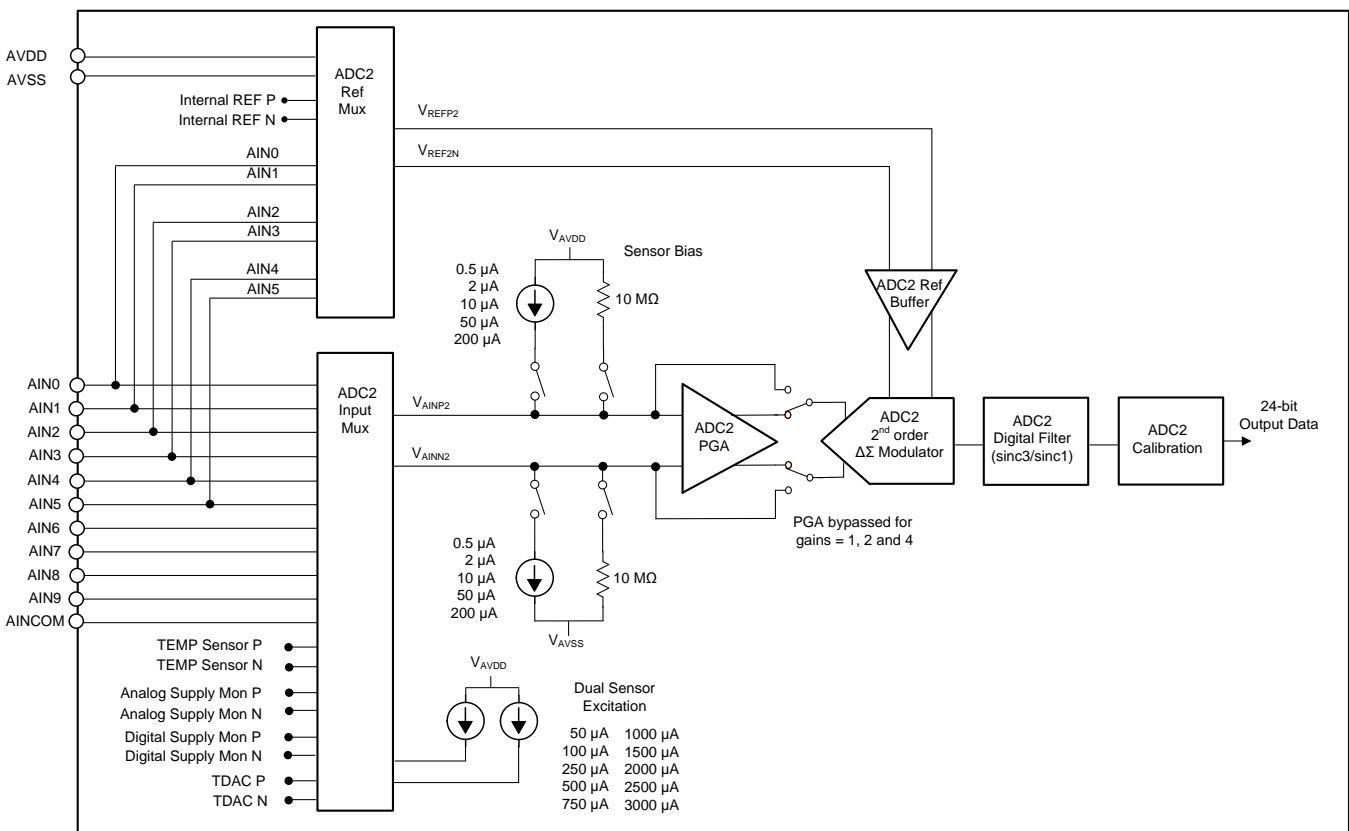 AVDD
AVSS
ADC2
Ref
Mux
Internal REF P
Internal REF N
VREFP2
VREF2N
AIN0
AIN1
AIN2
AIN3
AIN4
AIN5
VAVDD
Sensor Bias
0.5 µA
2 µA
10 µA
50 µA
200 µA
10 MΩ
ADC2 Ref
Buffer
AIN0
AIN1
AIN2
AIN3
AIN4
AIN5
AIN6
AIN7
AIN8
AIN9
AINCOM
ADC2
Input
Mux
VAINP2
VAINN2
ADC2
PGA
ADC2
2nd order
ΔΣ Modulator
ADC2
Digital Filter
(sinc3/sinc1)
ADC2
Calibration
24-bit
Output Data
PGA bypassed for
gains = 1, 2 and 4
0.5 µA
2 µA
10 µA
50 µA
200 µA
10 MΩ
VAVSS
TEMP Sensor P
TEMP Sensor N
Analog Supply Mon P
Analog Supply Mon N
Digital Supply Mon P
Digital Supply Mon N
TDAC P
TDAC N
VAVDD
Dual Sensor
Excitation
50 µA 1000 µA
100 µA 1500 µA
250 µA 2000 µA
500 µA 2500 µA
750 µA 3000 µA